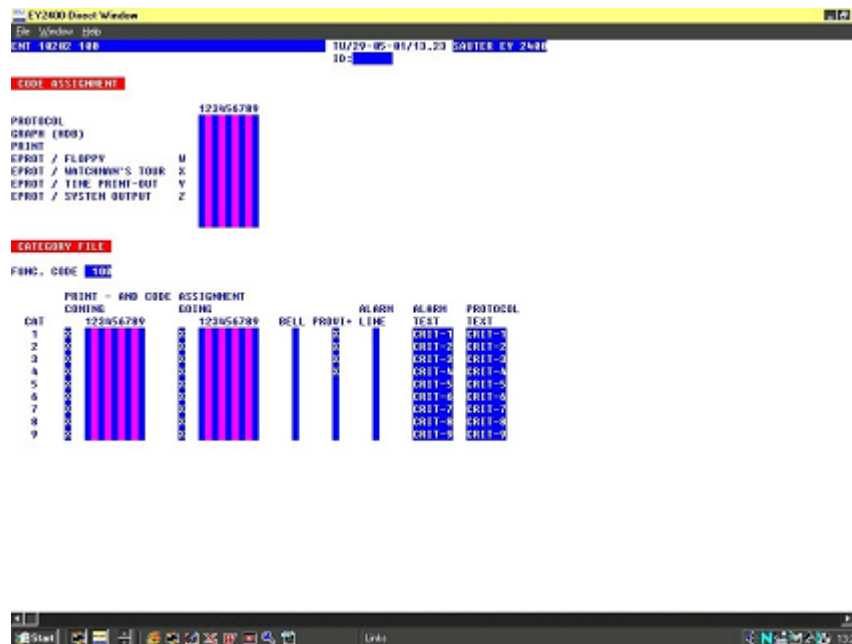 EY2400 Direct Window
File Window Help
CNT 10202 100 TU/29-05-01/13.23 SAUTER EY 2400
ID:
CODE ASSIGNMENT
123456789
PROTOCOL
GRAPH (HDB)
PRINT
EPROT / FLOPPY W
EPROT / WATCHMAN'S TOUR X
EPROT / TIME PRINT-OUT Y
EPROT / SYSTEM OUTPUT Z
CATEGORY FILE
FUNC. CODE 100
PRINT - AND CODE ASSIGNMENT
COMING GOING ALARM ALARM PROTOCOL
CAT 123456789 123456789 BELL PROVI+ LINE TEXT TEXT
1 X X X CRIT-1 CRIT-1
2 X X X CRIT-2 CRIT-2
3 X X X CRIT-3 CRIT-3
4 X X X CRIT-4 CRIT-4
5 X X CRIT-5 CRIT-5
6 X X CRIT-6 CRIT-6
7 X X CRIT-7 CRIT-7
8 X X CRIT-8 CRIT-8
9 X X CRIT-9 CRIT-9
Start Links